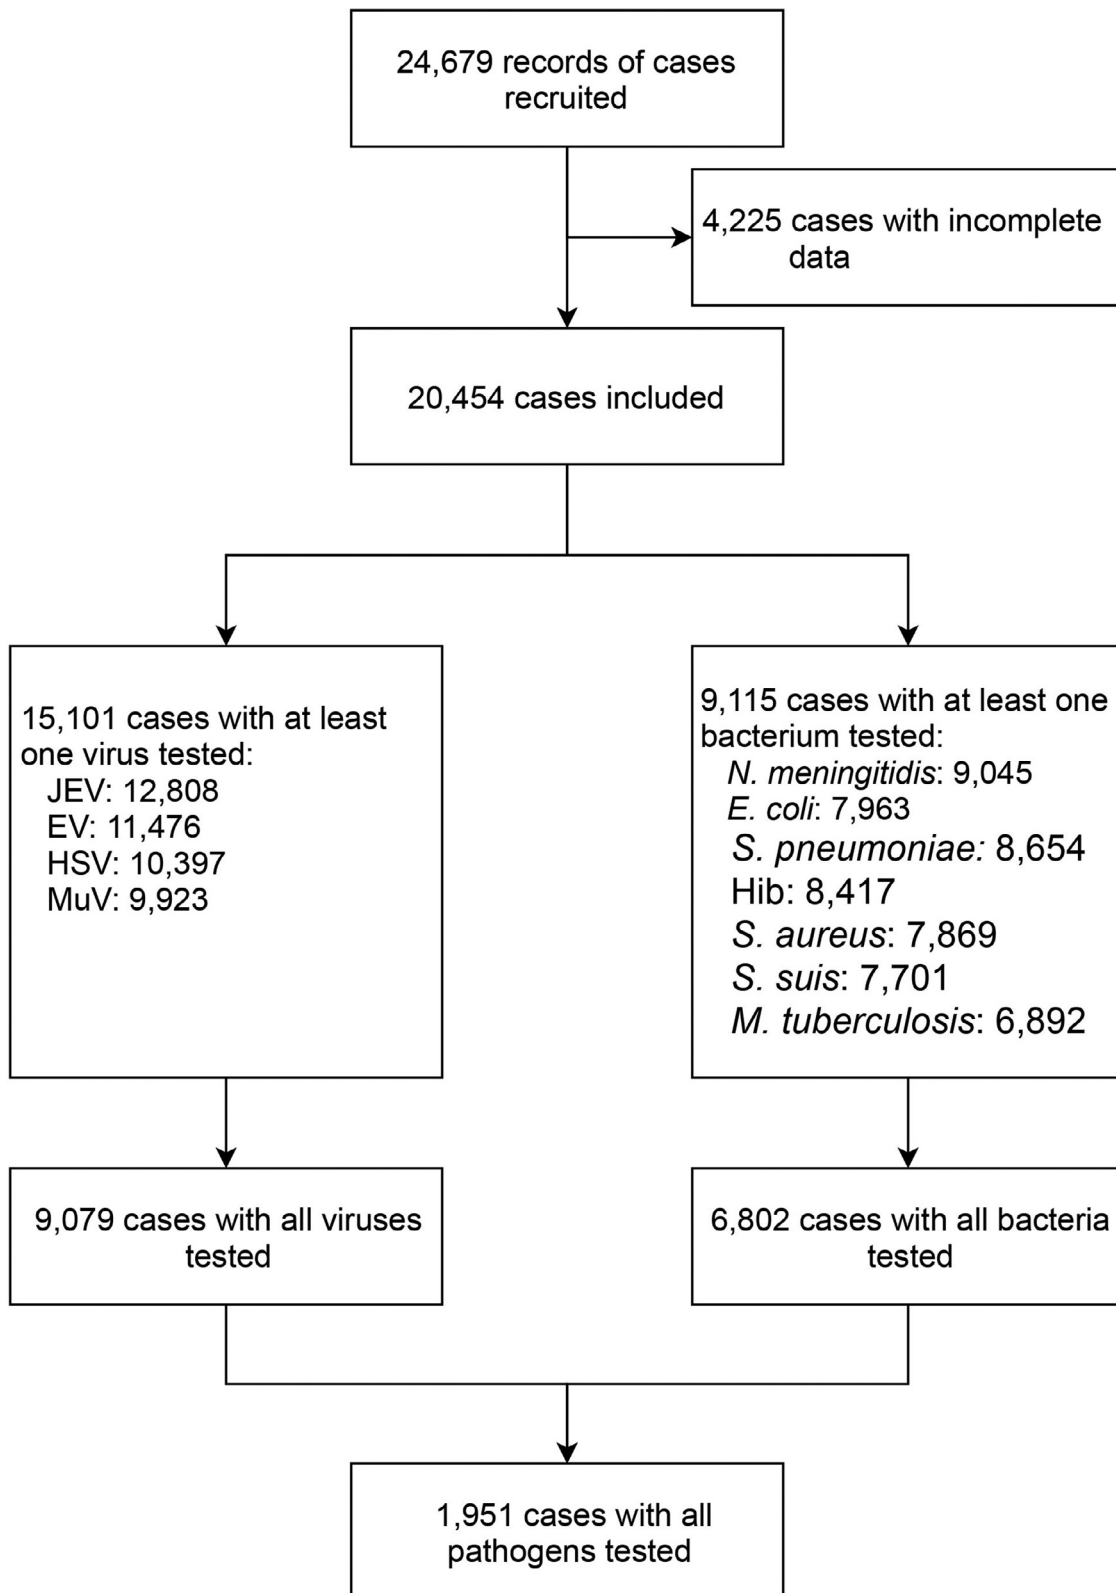 24,679 records of cases
recruited
4,225 cases with incomplete
data
20,454 cases included
15,101 cases with at least
one virus tested:
JEV: 12,808
EV: 11,476
HSV: 10,397
MuV: 9,923
9,115 cases with at least one
bacterium tested:
N. meningitidis: 9,045
E. coli: 7,963
S. pneumoniae: 8,654
Hib: 8,417
S. aureus: 7,869
S. suis: 7,701
M. tuberculosis: 6,892
9,079 cases with all viruses
tested
6,802 cases with all bacteria
tested
1,951 cases with all
pathogens tested